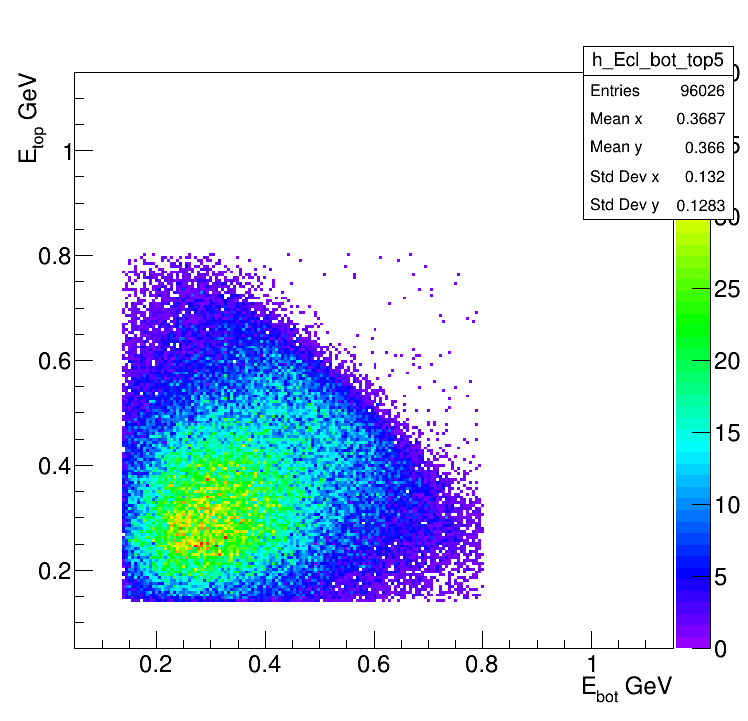 h_Ecl_bot_top5
Entries 96026
Mean x 0.3687
Mean y 0.366
Std Dev x 0.132
Std Dev y 0.1283
E_top GeV
1
0.8
0.6
0.4
0.2
0.2 0.4 0.6 0.8 1
E_bot GeV
25
20
15
10
5
0